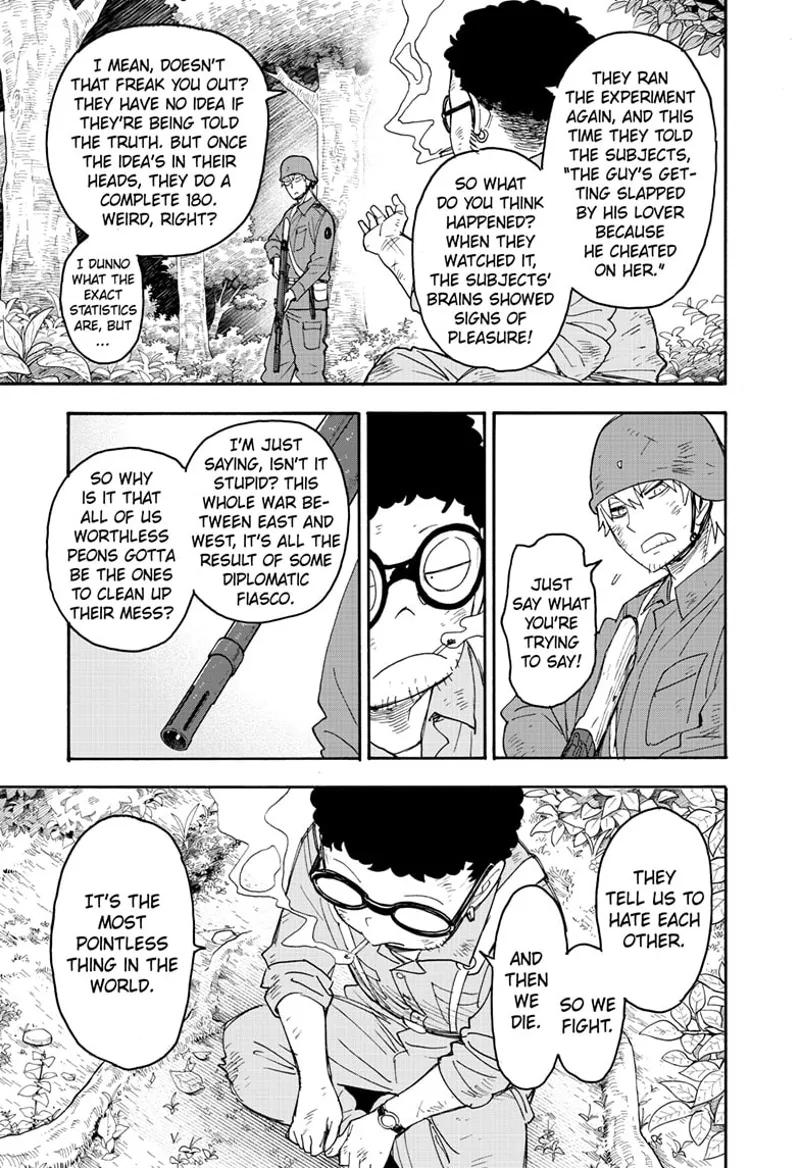 THEY RAN
THE EXPERIMENT
AGAIN, AND THIS
TIME THEY TOLD
THE SUBJECTS,
"THE GUY'S GET-
TING SLAPPED
BY HIS LOVER
BECAUSE
HE CHEATED
ON HER."
SO WHAT
DO YOU THINK
HAPPENED?
WHEN THEY
WATCHED IT,
THE SUBJECTS'
BRAINS SHOWED
SIGNS OF
PLEASURE!
I MEAN, DOESN'T
THAT FREAK YOU OUT?
THEY HAVE NO IDEA IF
THEY'RE BEING TOLD
THE TRUTH. BUT ONCE
THE IDEA'S IN THEIR
HEADS, THEY DO A
COMPLETE 180.
WEIRD, RIGHT?
I DUNNO
WHAT THE
EXACT
STATISTICS
ARE, BUT
...
JUST
SAY WHAT
YOU'RE
TRYING
TO SAY!
I'M JUST
SAYING, ISN'T IT
STUPID? THIS
WHOLE WAR BE-
TWEEN EAST AND
WEST, IT'S ALL THE
RESULT OF SOME
DIPLOMATIC
FIASCO.
SO WHY
IS IT THAT
ALL OF US
WORTHLESS
PEONS GOTTA
BE THE ONES
TO CLEAN UP
THEIR MESS?
THEY
TELL US TO
HATE EACH
OTHER.
SO WE
FIGHT.
AND
THEN
WE
DIE.
IT'S THE
MOST
POINTLESS
THING IN THE
WORLD.